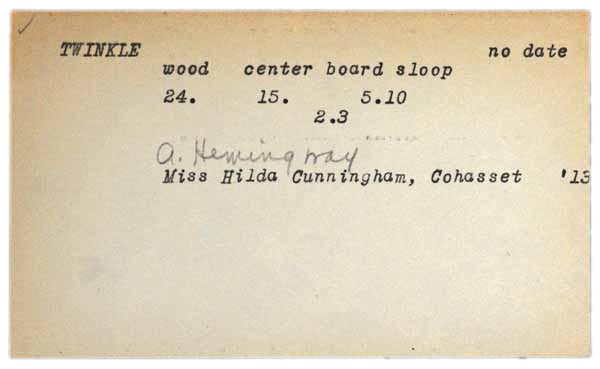 TWINKLE no date
wood center board sloop
24. 15. 5.10
2.3
A. Hemingway
Miss Hilda Cunningham, Cohasset '13